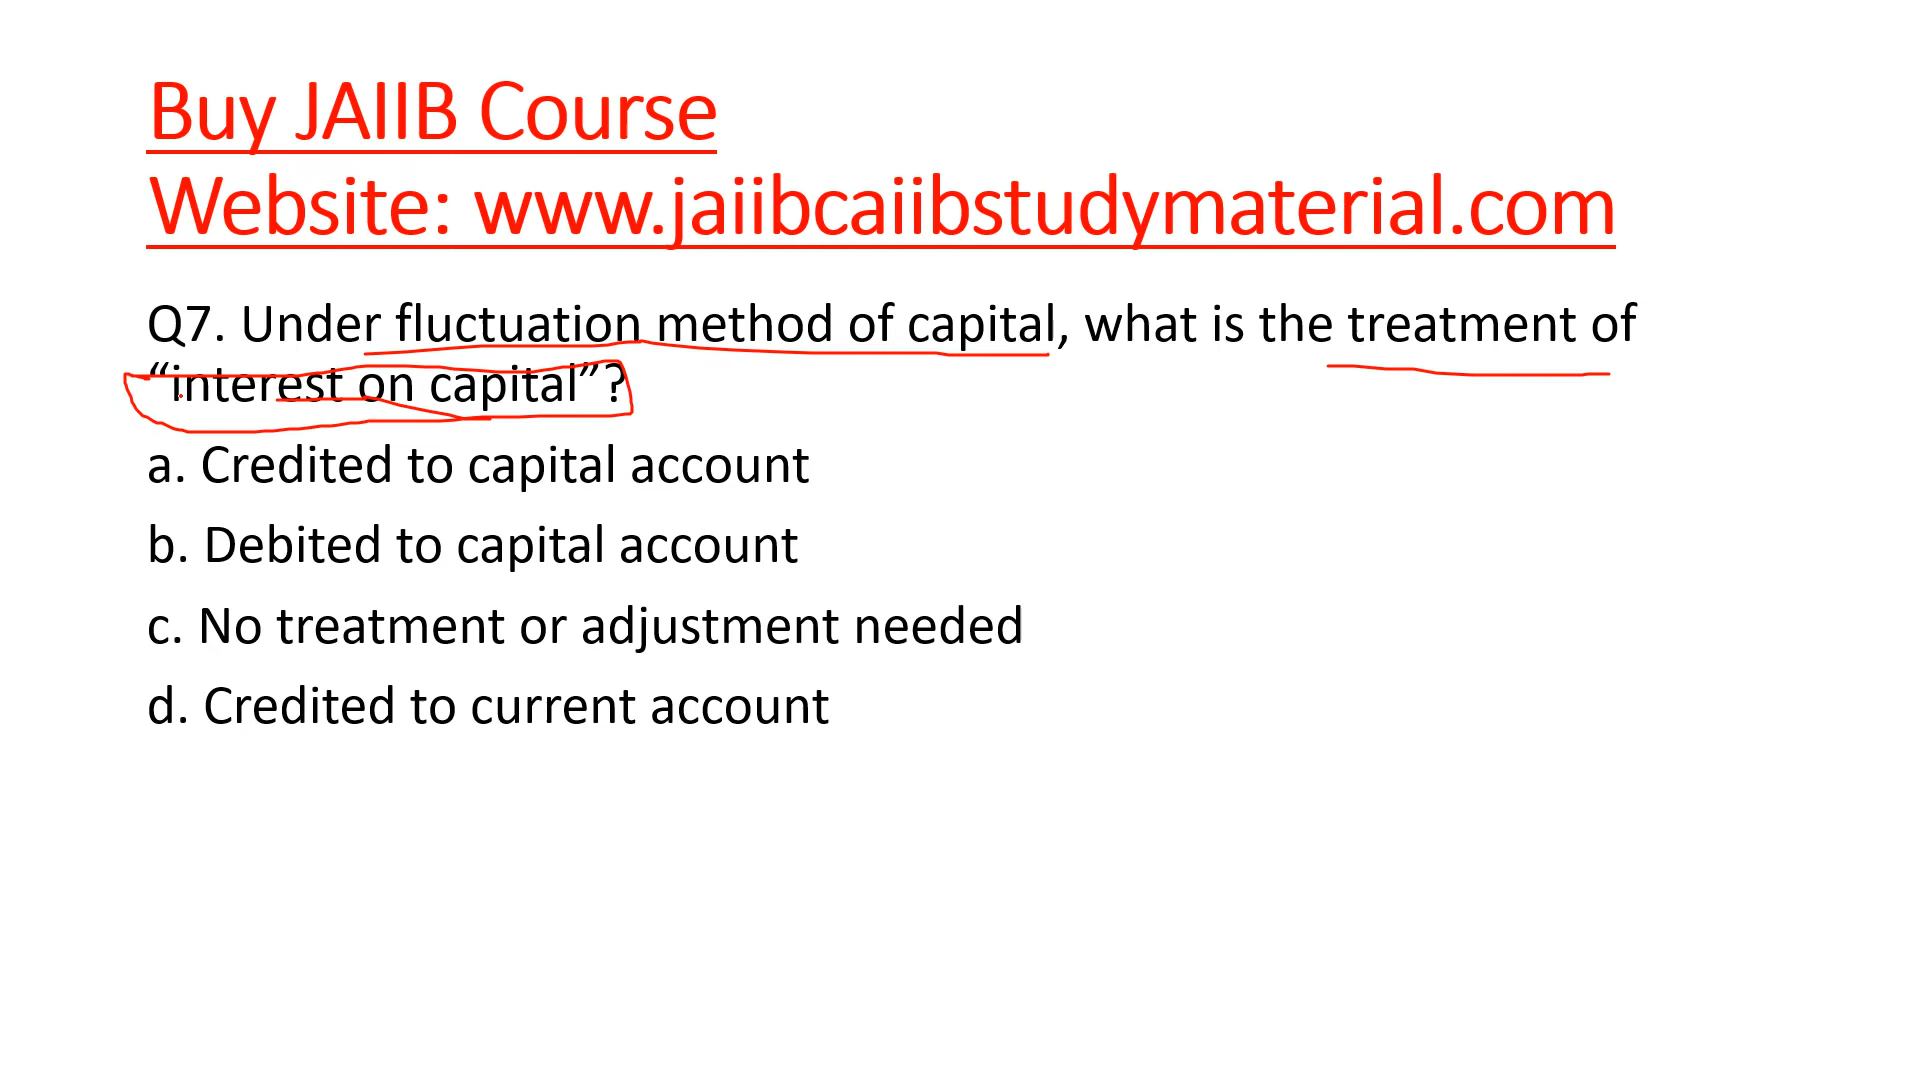 Buy JAIIB Course
Website: www.jaiibcaiibstudymaterial.com
Q7. Under fluctuation method of capital, what is the treatment of
“interest on capital”?
a. Credited to capital account
b. Debited to capital account
c. No treatment or adjustment needed
d. Credited to current account